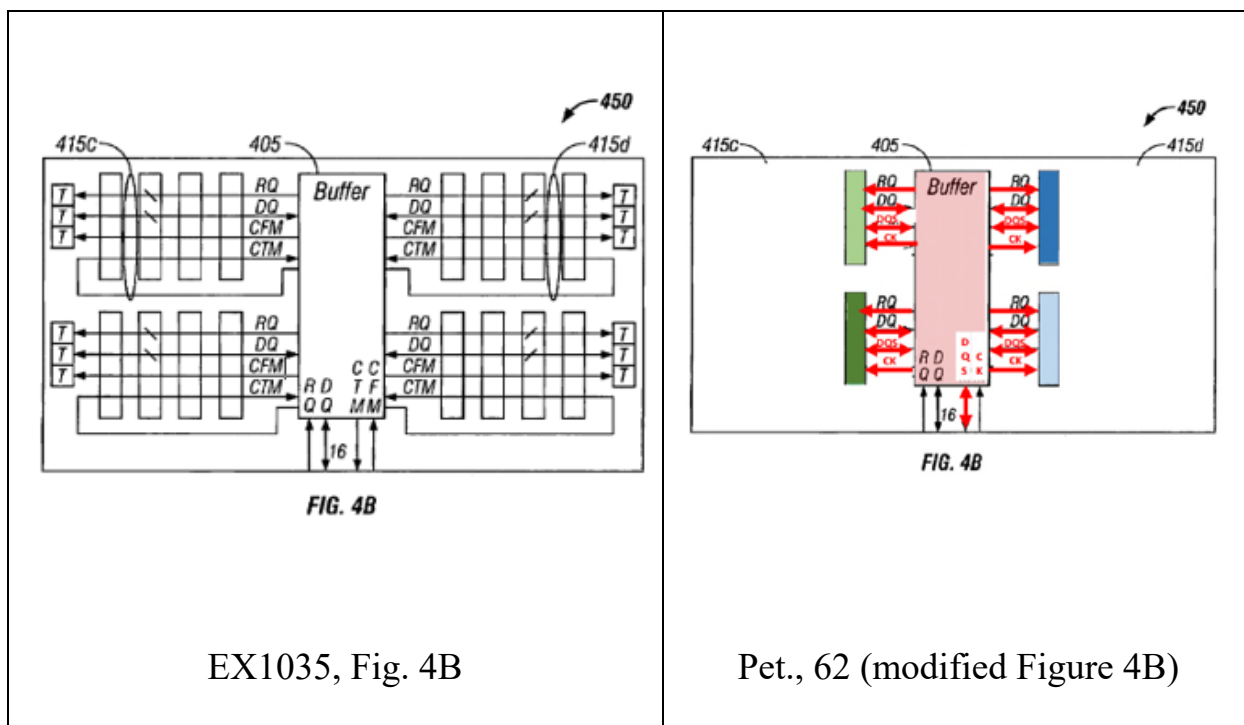 450
415c
405
415d
Buffer
T RQ RQ T
T DQ DQ T
T CFM CFM T
CTM CTM
T RQ RQ T
T DQ DQ T
T CFM C C CFM T
CTM R D T F CTM
Q Q M M
16
FIG. 4B
EX1035, Fig. 4B
450
415c
405
415d
Buffer
RQ RQ
DQ DQ
DQS DQS
CK CK
RQ RQ
DQ DQ
DQS D DQS
CK R D Q C CK
Q Q S K
16
FIG. 4B
Pet., 62 (modified Figure 4B)